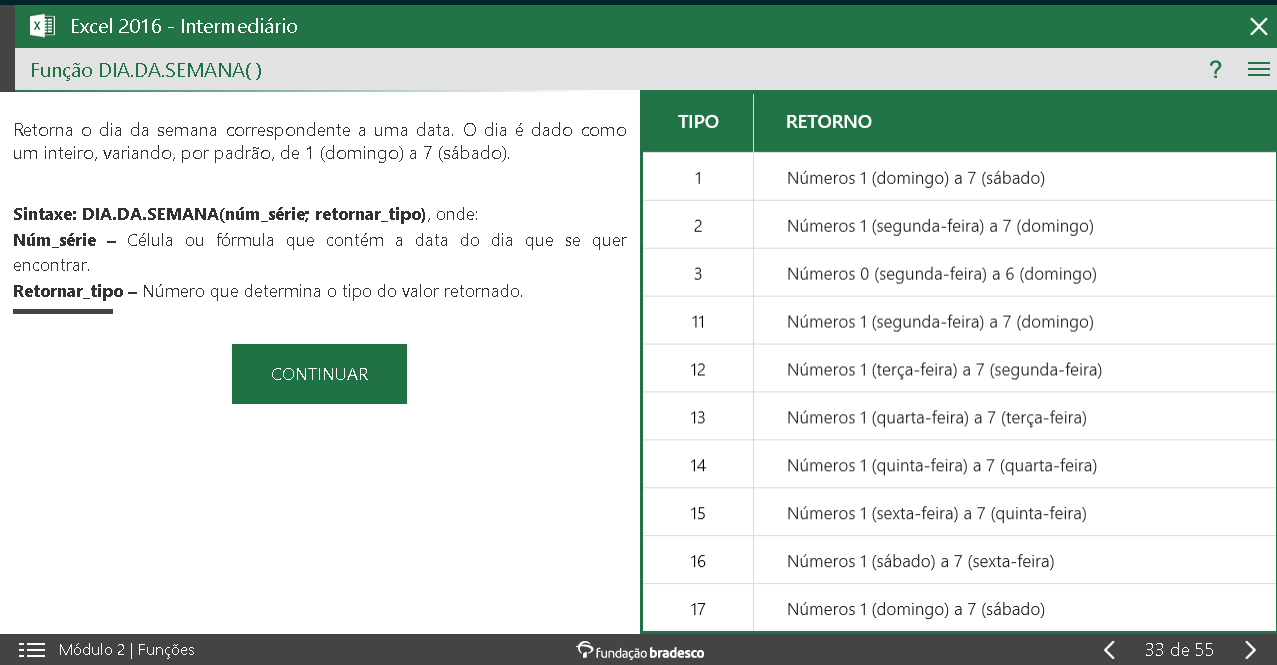 Excel 2016 - Intermediário
Função DIA.DA.SEMANA( )
?
Retorna o dia da semana correspondente a uma data. O dia é dado como
um inteiro, variando, por padrão, de 1 (domingo) a 7 (sábado).
Sintaxe: DIA.DA.SEMANA(núm_série; retornar_tipo), onde:
Núm_série – Célula ou fórmula que contém a data do dia que se quer
encontrar.
Retornar_tipo – Número que determina o tipo do valor retornado.
CONTINUAR
TIPO RETORNO
1 Números 1 (domingo) a 7 (sábado)
2 Números 1 (segunda-feira) a 7 (domingo)
3 Números 0 (segunda-feira) a 6 (domingo)
11 Números 1 (segunda-feira) a 7 (domingo)
12 Números 1 (terça-feira) a 7 (segunda-feira)
13 Números 1 (quarta-feira) a 7 (terça-feira)
14 Números 1 (quinta-feira) a 7 (quarta-feira)
15 Números 1 (sexta-feira) a 7 (quinta-feira)
16 Números 1 (sábado) a 7 (sexta-feira)
17 Números 1 (domingo) a 7 (sábado)
Módulo 2 | Funções
fundação bradesco
33 de 55